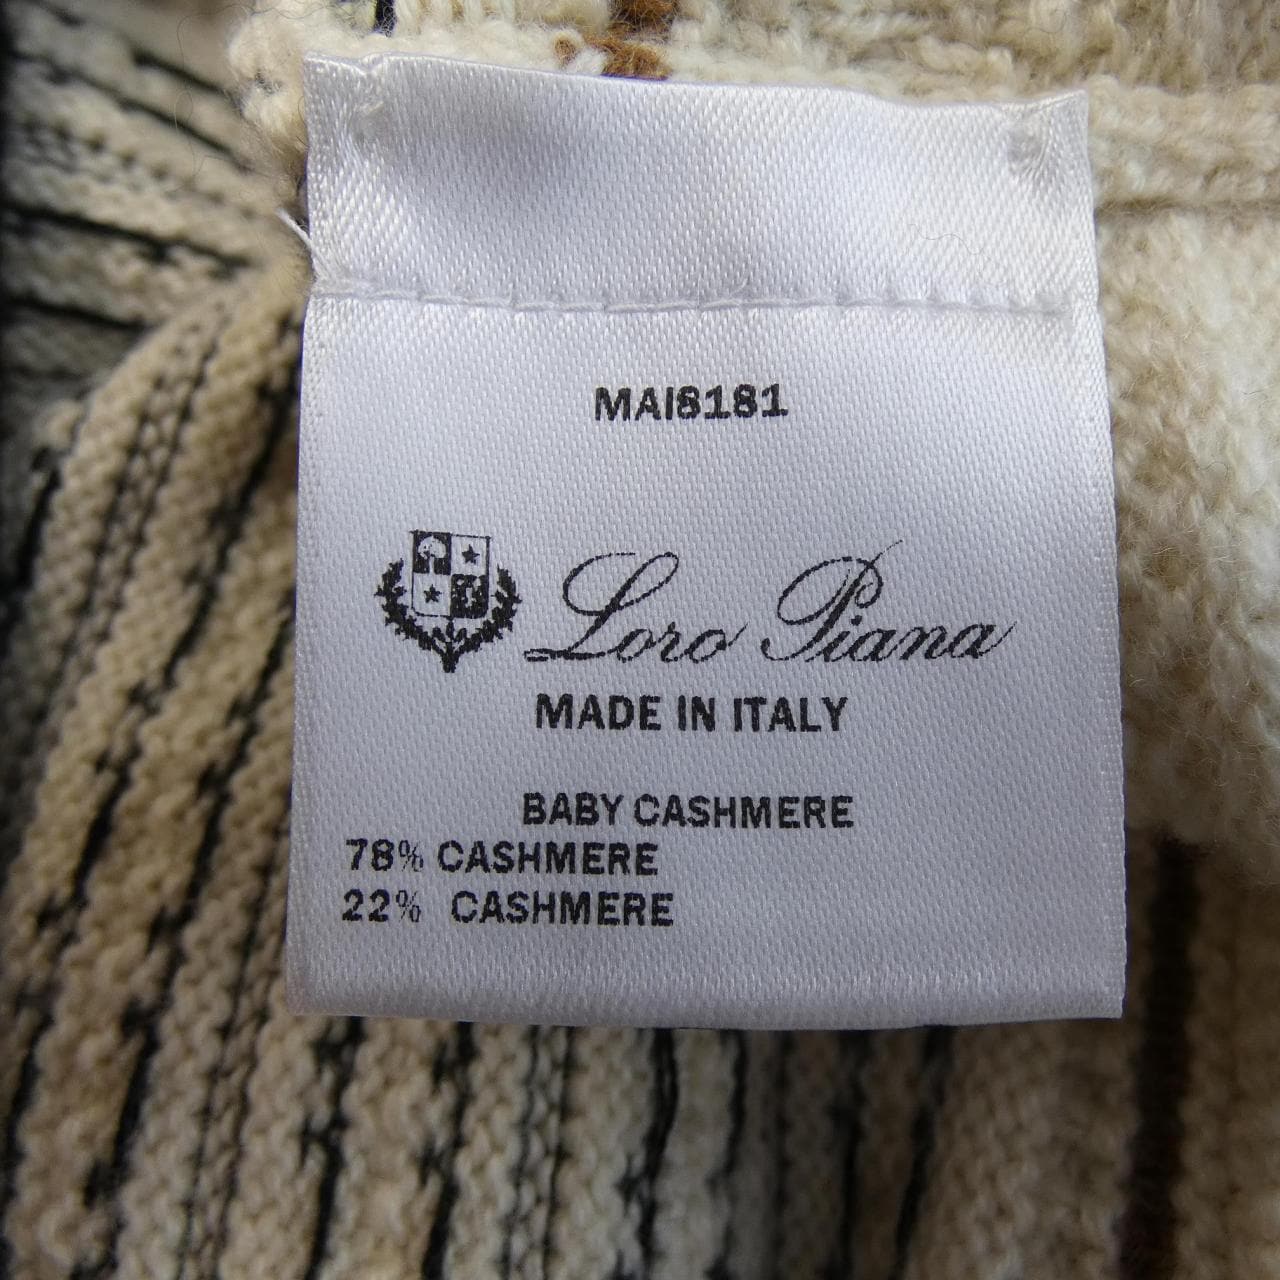 MAI8181
Loro Piana
MADE IN ITALY
BABY CASHMERE
78% CASHMERE
22% CASHMERE